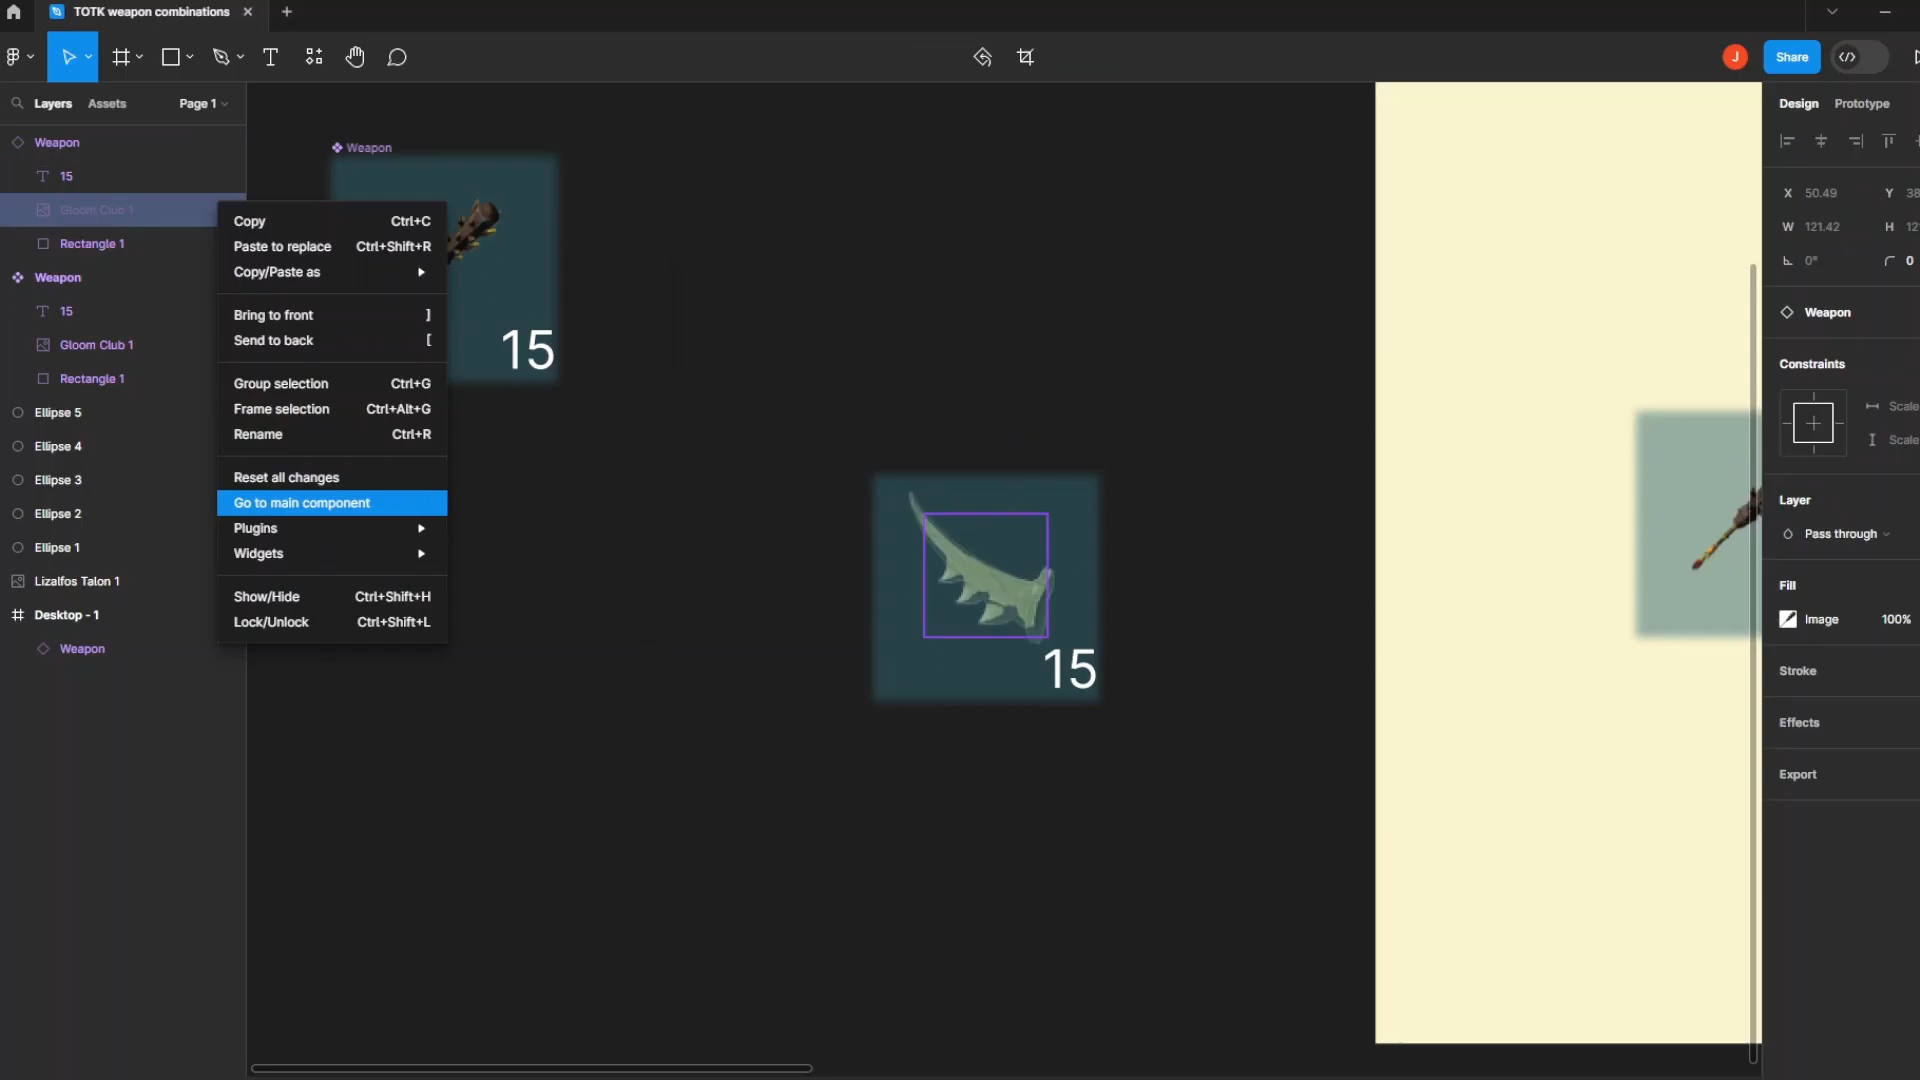 TOTK weapon combinations
Share
J
Layers
Assets
Page 1
Weapon
15
Gloom Club 1
Rectangle 1
Weapon
15
Gloom Club 1
Rectangle 1
Ellipse 5
Ellipse 4
Ellipse 3
Ellipse 2
Ellipse 1
Lizalfos Talon 1
Desktop - 1
Weapon
Weapon
15
Copy Ctrl+C
Paste to replace Ctrl+Shift+R
Copy/Paste as
Bring to front ]
Send to back [
Group selection Ctrl+G
Frame selection Ctrl+Alt+G
Rename Ctrl+R
Reset all changes
Go to main component
Plugins
Widgets
Show/Hide Ctrl+Shift+H
Lock/Unlock Ctrl+Shift+L
15
Design Prototype
X 50.49 Y 38
W 121.42 H 12
0° 0
Weapon
Constraints
Scale
Scale
Layer
Pass through
Fill
Image 100%
Stroke
Effects
Export